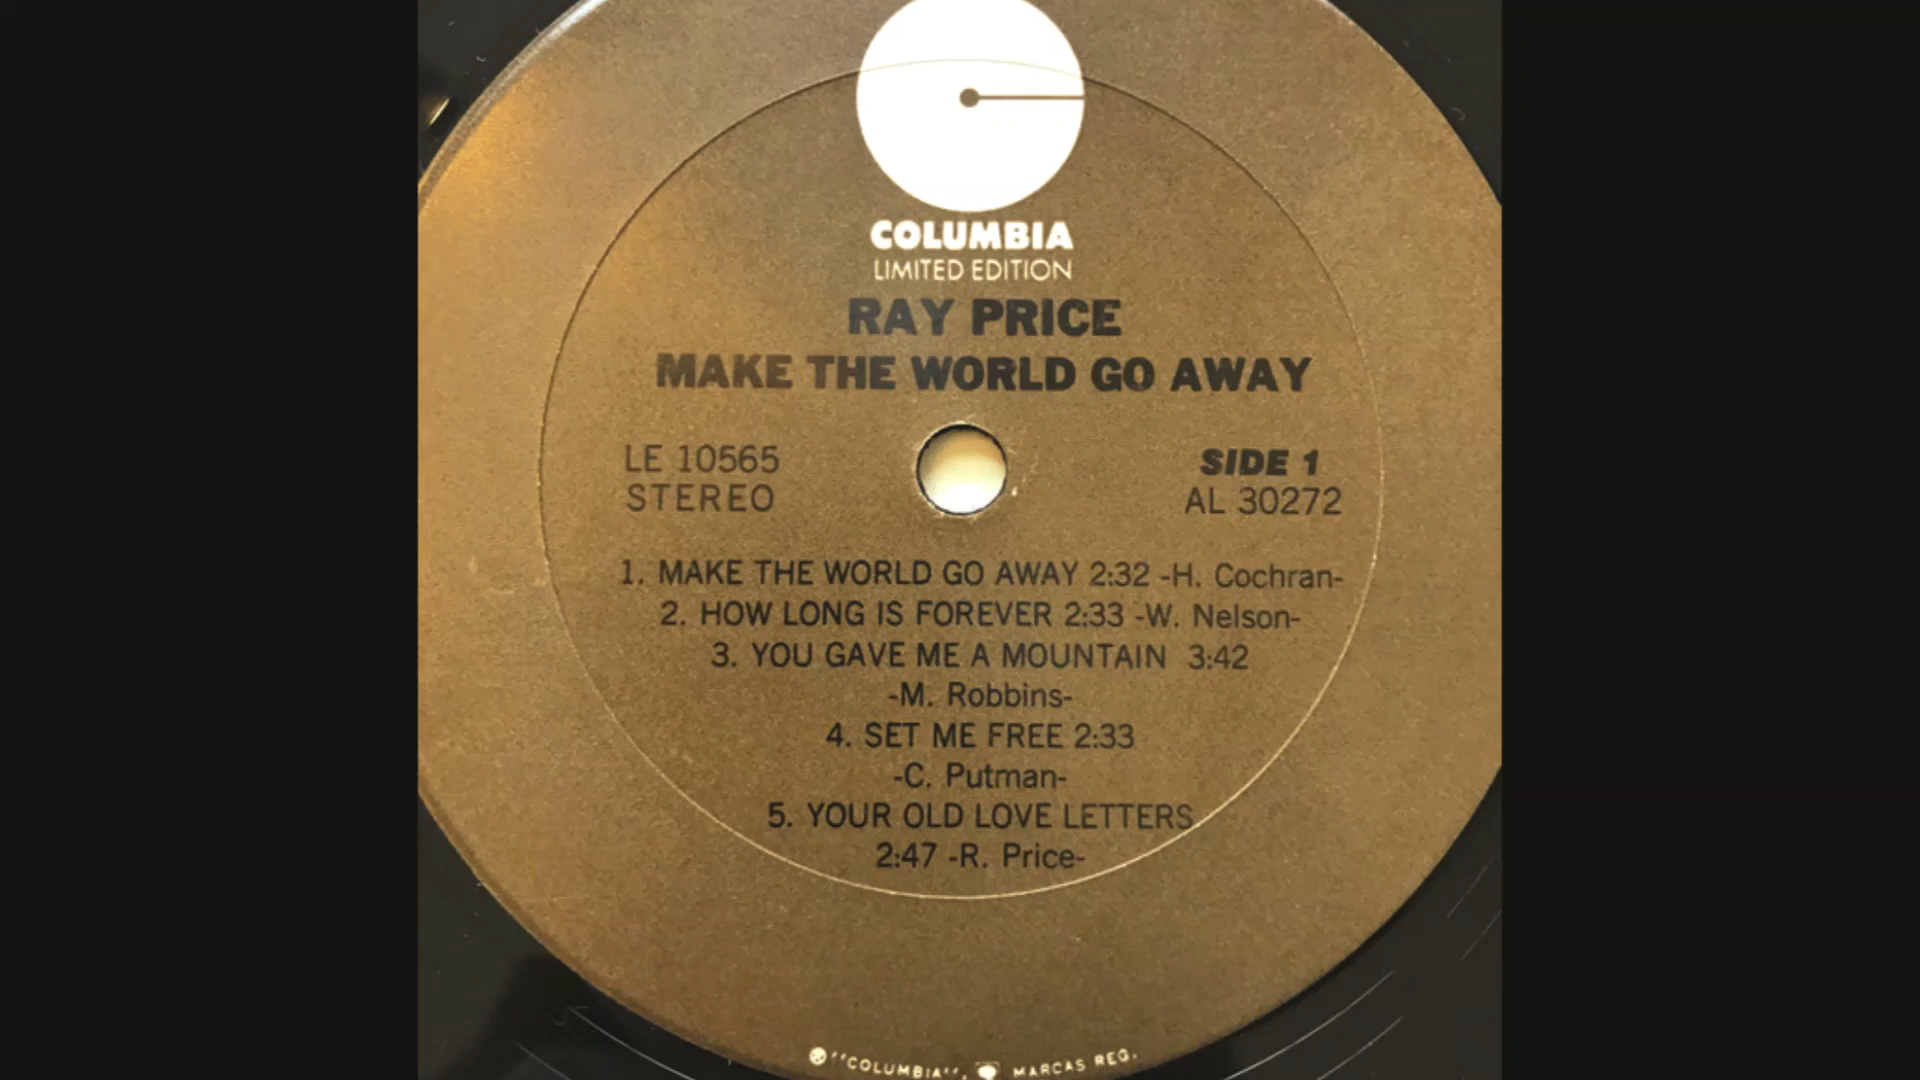 COLUMBIA
LIMITED EDITION
RAY PRICE
MAKE THE WORLD GO AWAY
LE 10565
STEREO
SIDE 1
AL 30272
1. MAKE THE WORLD GO AWAY 2:32 -H. Cochran-
2. HOW LONG IS FOREVER 2:33 -W. Nelson-
3. YOU GAVE ME A MOUNTAIN 3:42
-M. Robbins-
4. SET ME FREE 2:33
-C. Putman-
5. YOUR OLD LOVE LETTERS
2:47 -R. Price-
"COLUMBIA", MARCAS REG.